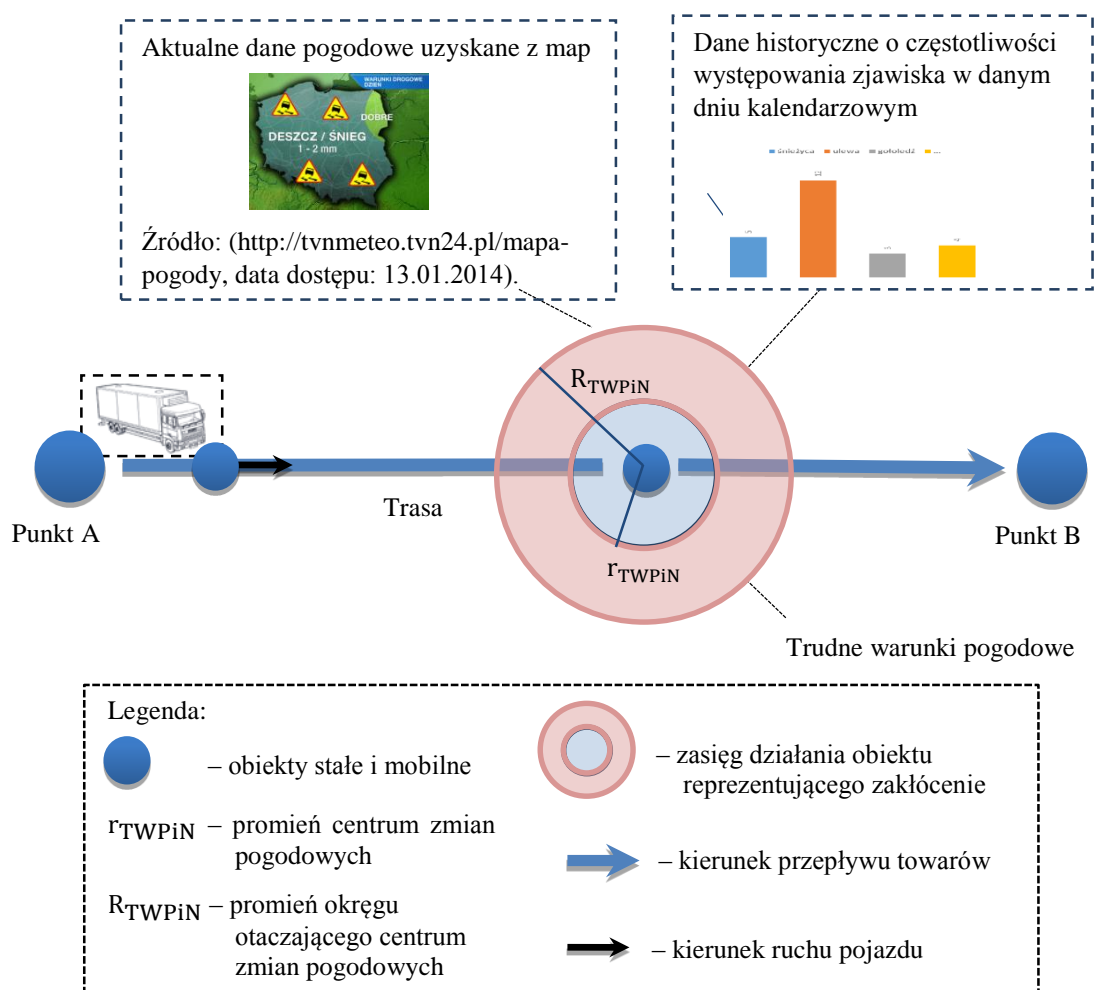 Aktualne dane pogodowe uzyskane z map
WARUNKI DROGOWE
DZIEŃ
DOBRE
DESZCZ / ŚNIEG
1 - 2 mm
Źródło: (http://tvnmeteo.tvn24.pl/mapa-
pogody, data dostępu: 13.01.2014).
Dane historyczne o częstotliwości
występowania zjawiska w danym
dniu kalendarzowym
śnieżyca ulewa gołoledź ...
R_TWPiN
Trasa
Punkt A
Punkt B
r_TWPiN
Trudne warunki pogodowe
Legenda:
– obiekty stałe i mobilne
r_TWPiN – promień centrum zmian
pogodowych
R_TWPiN – promień okręgu
otaczającego centrum
zmian pogodowych
– zasięg działania obiektu
reprezentującego zakłócenie
– kierunek przepływu towarów
– kierunek ruchu pojazdu